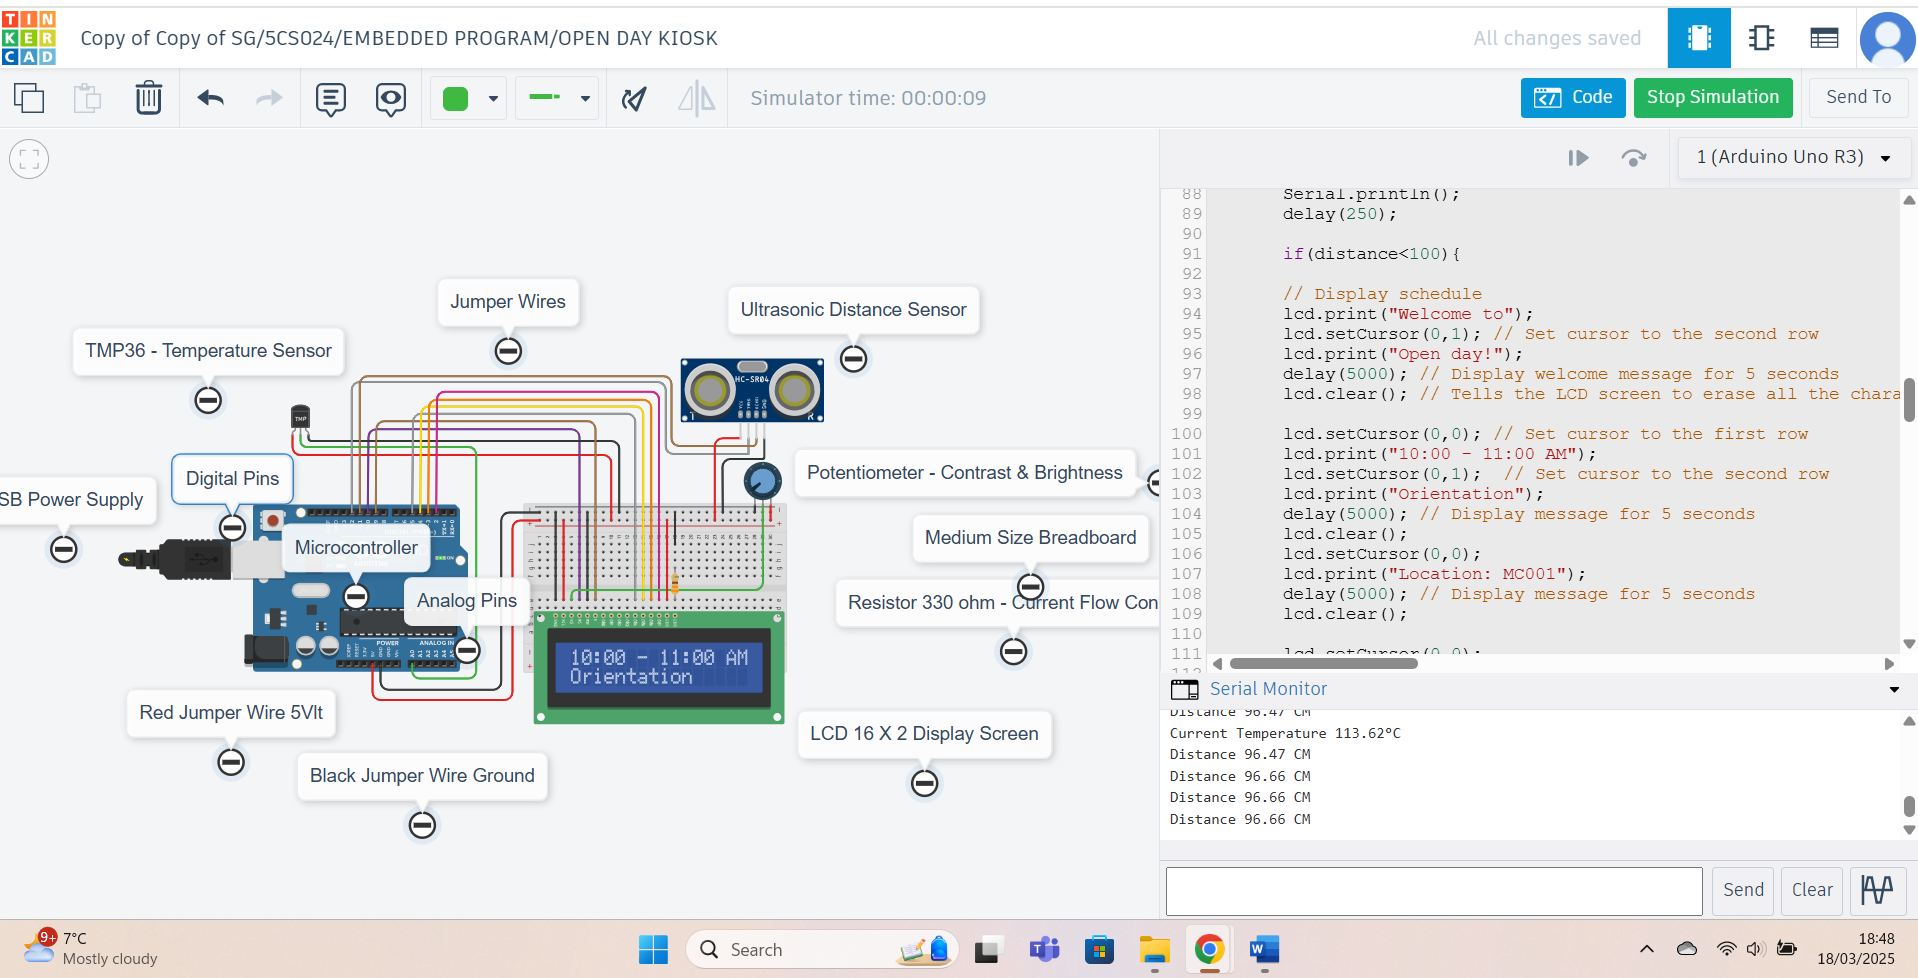 TINKERCAD
Copy of Copy of SG/5CS024/EMBEDDED PROGRAM/OPEN DAY KIOSK
All changes saved
Simulator time: 00:00:09
Code
Stop Simulation
Send To
1 (Arduino Uno R3)
Jumper Wires
Ultrasonic Distance Sensor
TMP36 - Temperature Sensor
HC-SR04
T
R
TMP
Digital Pins
SB Power Supply
Potentiometer - Contrast & Brightness
Microcontroller
Medium Size Breadboard
Analog Pins
Resistor 330 ohm - Current Flow Con
POWER
ANALOG IN
10:00 - 11:00 AM
Orientation
Red Jumper Wire 5Vlt
LCD 16 X 2 Display Screen
Black Jumper Wire Ground
88 Serial.println();
89 delay(250);
90
91 if(distance<100){
92
93 // Display schedule
94 lcd.print("Welcome to");
95 lcd.setCursor(0,1); // Set cursor to the second row
96 lcd.print("Open day!");
97 delay(5000); // Display welcome message for 5 seconds
98 lcd.clear(); // Tells the LCD screen to erase all the chara
99
100 lcd.setCursor(0,0); // Set cursor to the first row
101 lcd.print("10:00 - 11:00 AM");
102 lcd.setCursor(0,1);  // Set cursor to the second row
103 lcd.print("Orientation");
104 delay(5000); // Display message for 5 seconds
105 lcd.clear();
106 lcd.setCursor(0,0);
107 lcd.print("Location: MC001");
108 delay(5000); // Display message for 5 seconds
109 lcd.clear();
110
111 lcd.setCursor(0,0);
Serial Monitor
Distance 96.47 CM
Current Temperature 113.62°C
Distance 96.47 CM
Distance 96.66 CM
Distance 96.66 CM
Distance 96.66 CM
Send
Clear
9+
7°C
Mostly cloudy
Search
18:48
18/03/2025